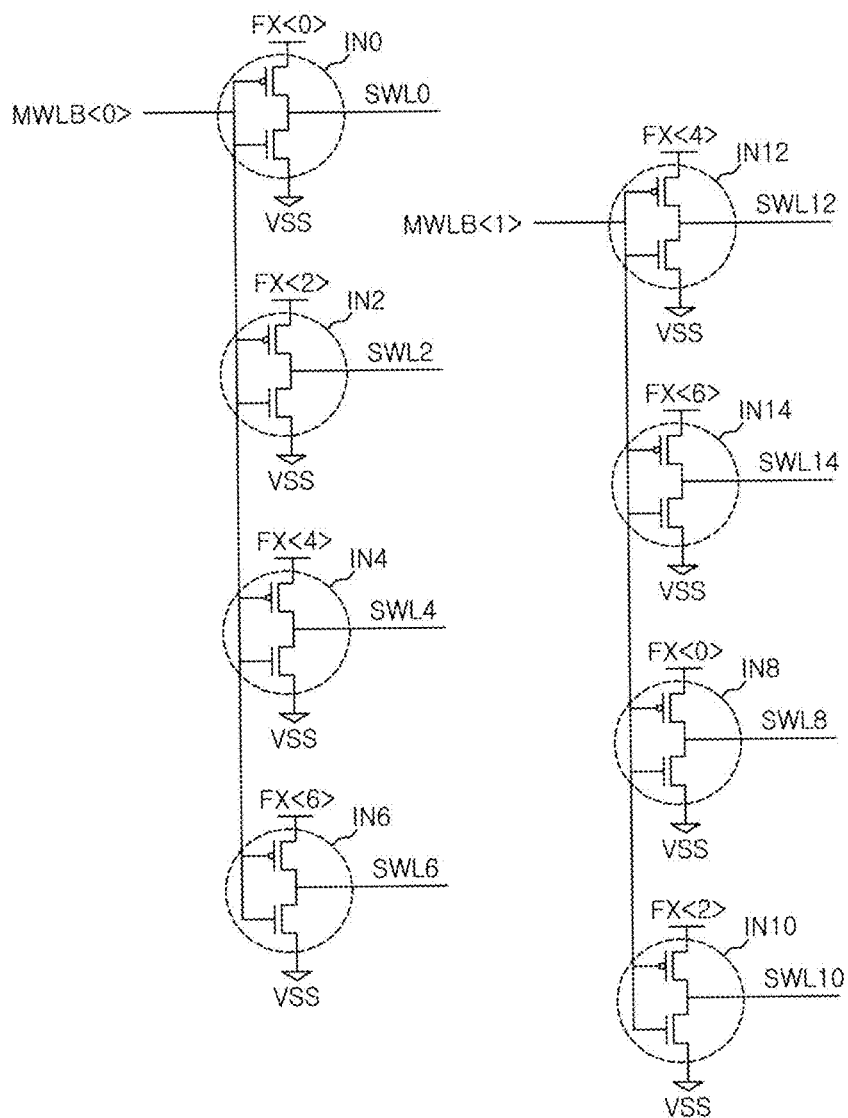 FX<0>
IN0
MWLB<0>
SWL0
VSS
FX<2>
IN2
SWL2
VSS
FX<4>
IN4
SWL4
VSS
FX<6>
IN6
SWL6
VSS
FX<4>
IN12
MWLB<1>
SWL12
VSS
FX<6>
IN14
SWL14
VSS
FX<0>
IN8
SWL8
VSS
FX<2>
IN10
SWL10
VSS